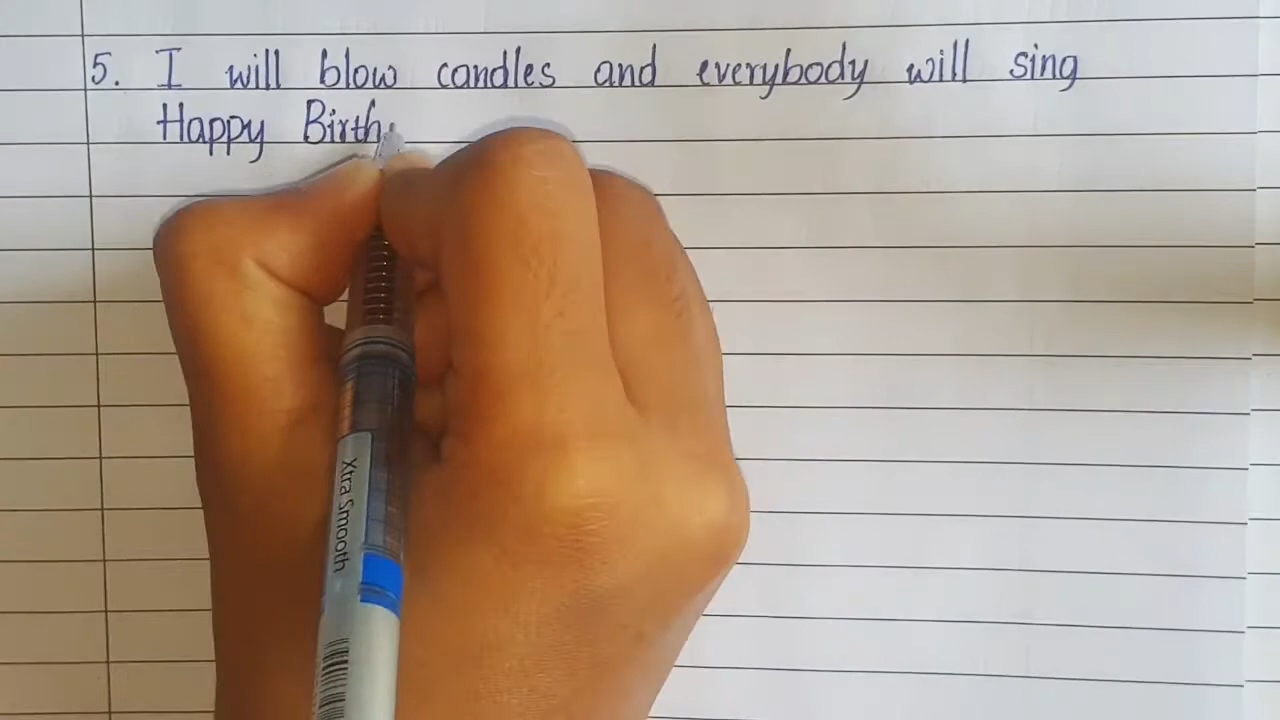 5. I will blow candles and everybody will sing
Happy Birth
Xtra Smooth